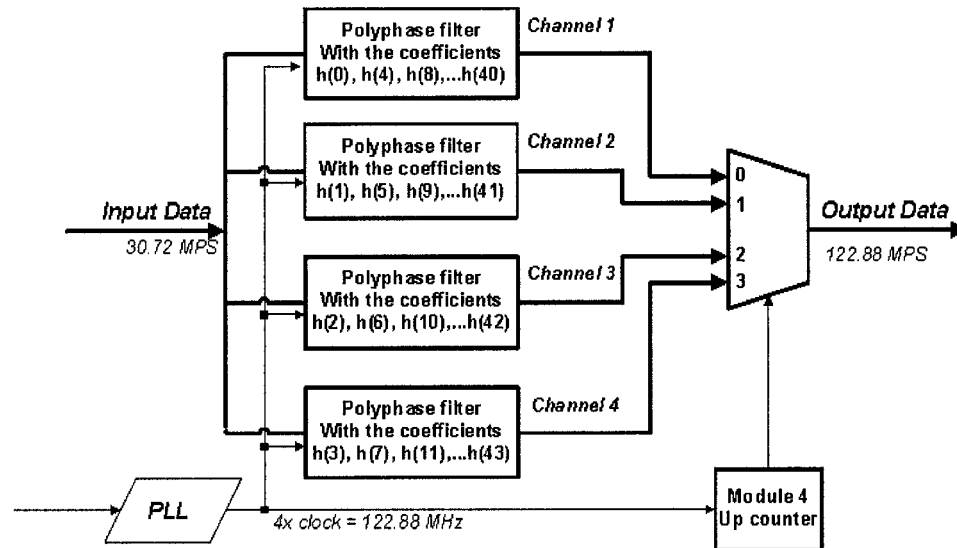 Polyphase filter
With the coefficients
h(0), h(4), h(8),...h(40)
Channel 1
Polyphase filter
With the coefficients
h(1), h(5), h(9),...h(41)
Channel 2
0
1
2
3
Input Data
30.72 MPS
Output Data
122.88 MPS
Polyphase filter
With the coefficients
h(2), h(6), h(10),...h(42)
Channel 3
Polyphase filter
With the coefficients
h(3), h(7), h(11),...h(43)
Channel 4
PLL
4x clock = 122.88 MHz
Module 4
Up counter